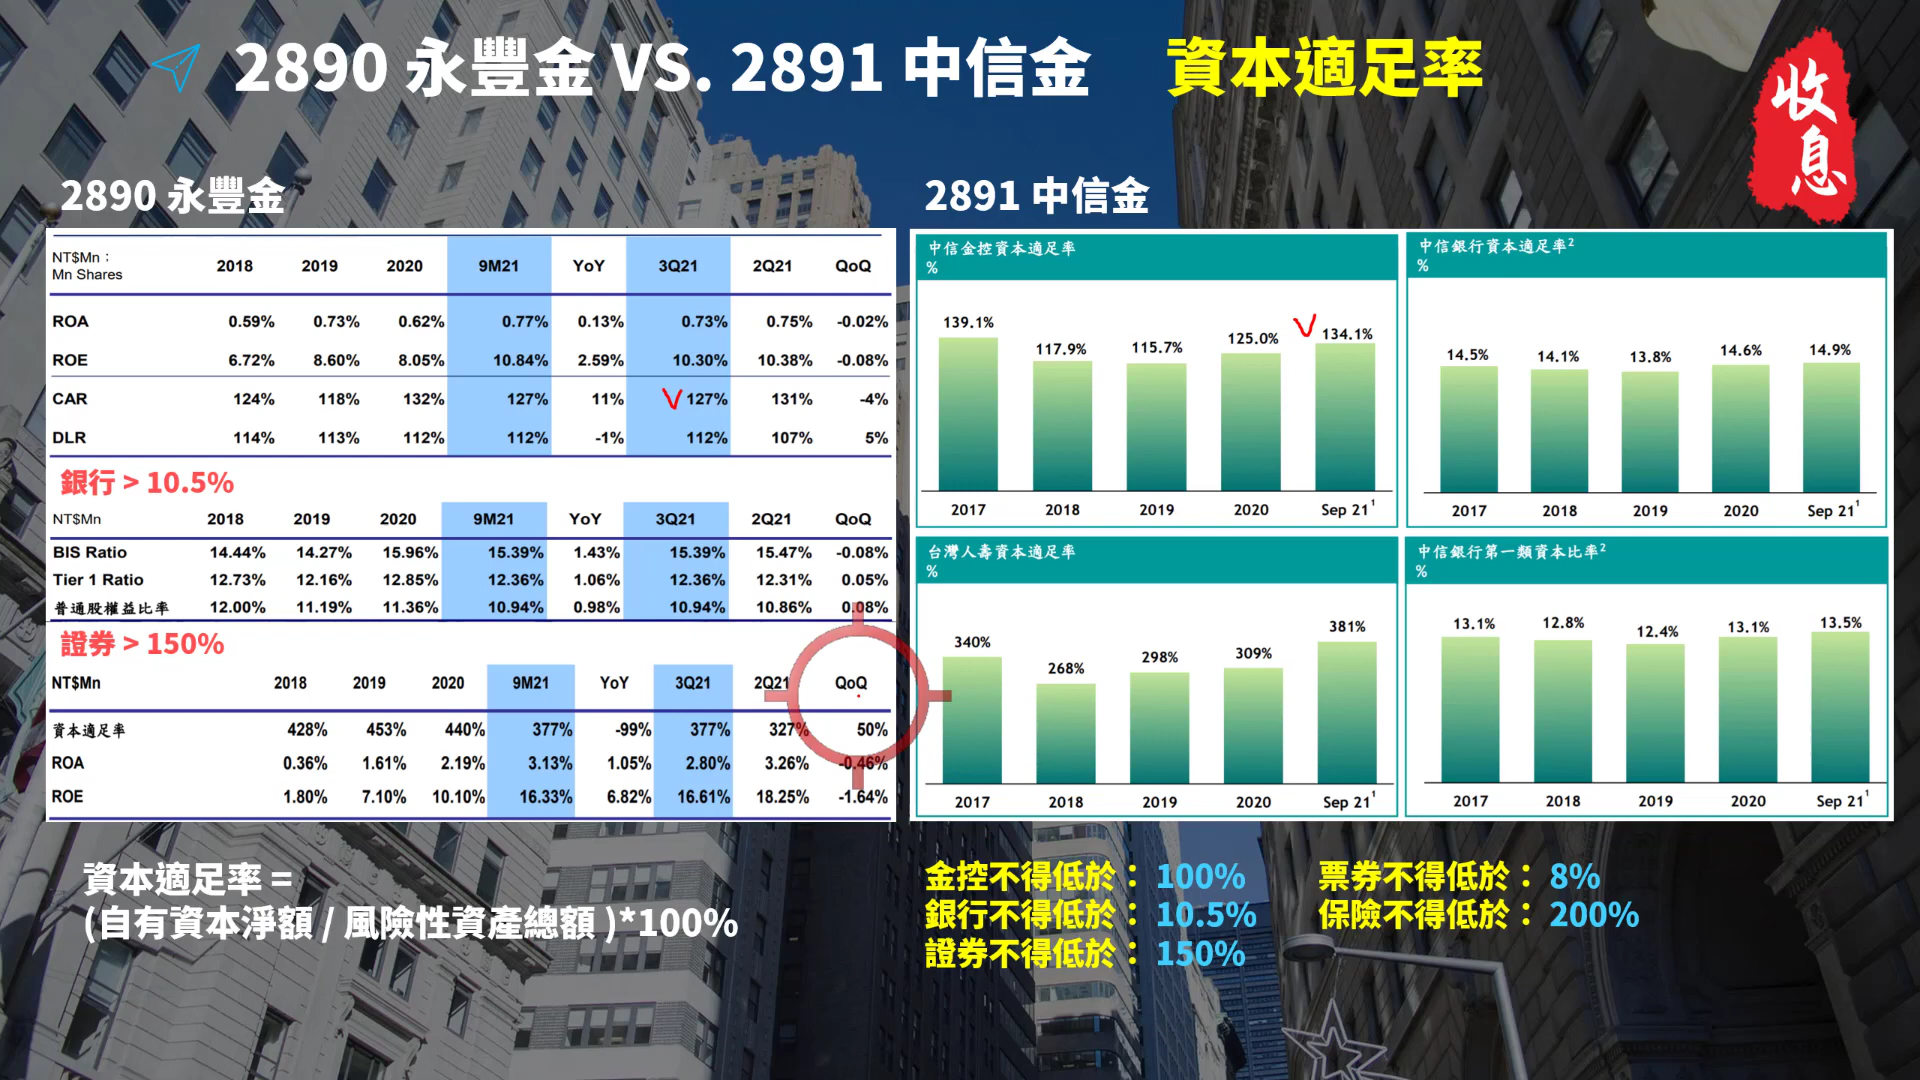 2890 永豐金 VS. 2891 中信金 資本適足率
收息
2890 永豐金
NT$Mn：
Mn Shares 2018 2019 2020 9M21 YoY 3Q21 2Q21 QoQ
ROA 0.59% 0.73% 0.62% 0.77% 0.13% 0.73% 0.75% -0.02%
ROE 6.72% 8.60% 8.05% 10.84% 2.59% 10.30% 10.38% -0.08%
CAR 124% 118% 132% 127% 11% 127% 131% -4%
DLR 114% 113% 112% 112% -1% 112% 107% 5%
銀行 > 10.5%
NT$Mn 2018 2019 2020 9M21 YoY 3Q21 2Q21 QoQ
BIS Ratio 14.44% 14.27% 15.96% 15.39% 1.43% 15.39% 15.47% -0.08%
Tier 1 Ratio 12.73% 12.16% 12.85% 12.36% 1.06% 12.36% 12.31% 0.05%
普通股權益比率 12.00% 11.19% 11.36% 10.94% 0.98% 10.94% 10.86% 0.08%
證券 > 150%
NT$Mn 2018 2019 2020 9M21 YoY 3Q21 2Q21 QoQ
資本適足率 428% 453% 440% 377% -99% 377% 327% 50%
ROA 0.36% 1.61% 2.19% 3.13% 1.05% 2.80% 3.26% -0.46%
ROE 1.80% 7.10% 10.10% 16.33% 6.82% 16.61% 18.25% -1.64%
2891 中信金
中信金控資本適足率
%
139.1% 117.9% 115.7% 125.0% 134.1%
2017 2018 2019 2020 Sep 21¹
中信銀行資本適足率²
%
14.5% 14.1% 13.8% 14.6% 14.9%
2017 2018 2019 2020 Sep 21¹
台灣人壽資本適足率
%
340% 268% 298% 309% 381%
2017 2018 2019 2020 Sep 21¹
中信銀行第一類資本比率²
%
13.1% 12.8% 12.4% 13.1% 13.5%
2017 2018 2019 2020 Sep 21¹
資本適足率 =
(自有資本淨額 / 風險性資產總額 )*100%
金控不得低於： 100% 票券不得低於： 8%
銀行不得低於： 10.5% 保險不得低於： 200%
證券不得低於： 150%